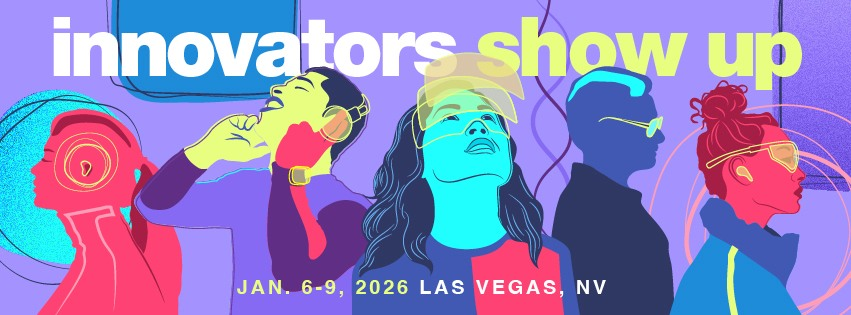 innovators show up
JAN. 6-9, 2026 LAS VEGAS, NV